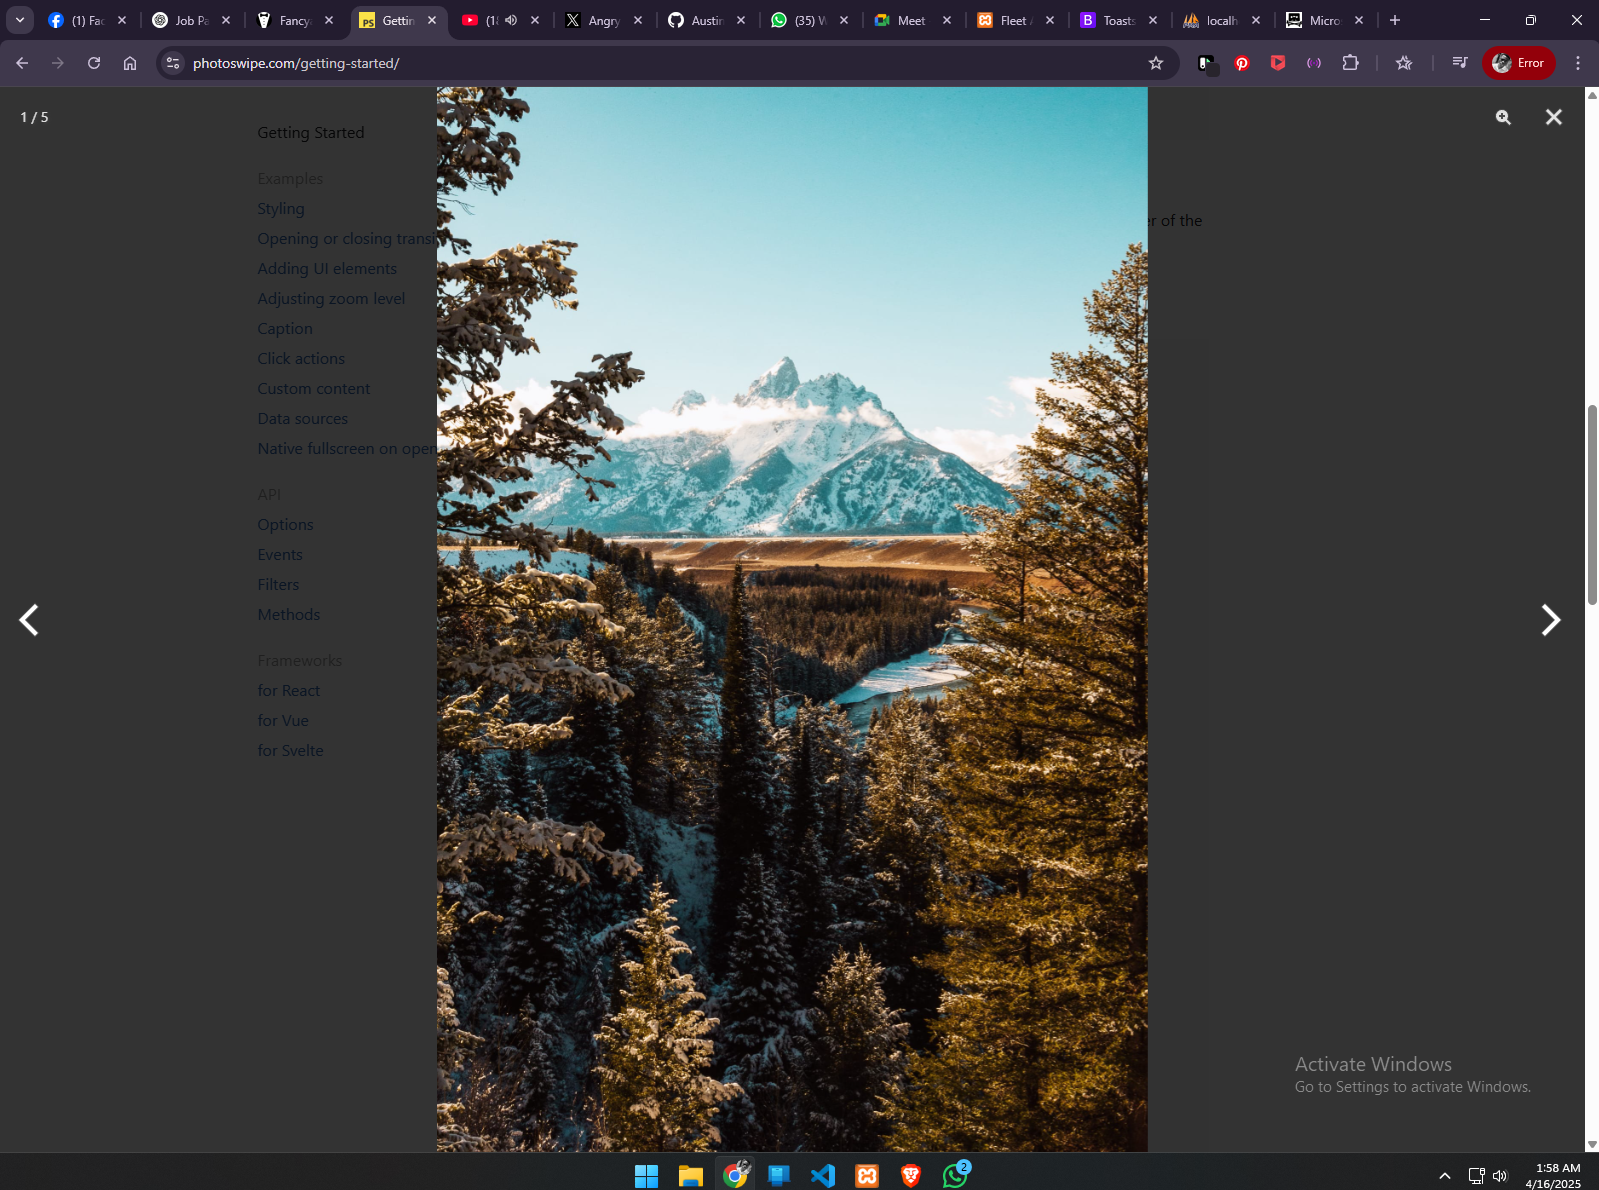 (1) Fac
Job Pa
Fancy
Gettin
(1
Angry
Austin
(35) W
Meet
Fleet
Toasts
localh
Micro
photoswipe.com/getting-started/
Error
1 / 5
Getting Started
Examples
Styling
Opening or closing transi
Adding UI elements
Adjusting zoom level
Caption
Click actions
Custom content
Data sources
Native fullscreen on open
API
Options
Events
Filters
Methods
Frameworks
for React
for Vue
for Svelte
er of the
Activate Windows
Go to Settings to activate Windows.
2
1:58 AM
4/16/2025